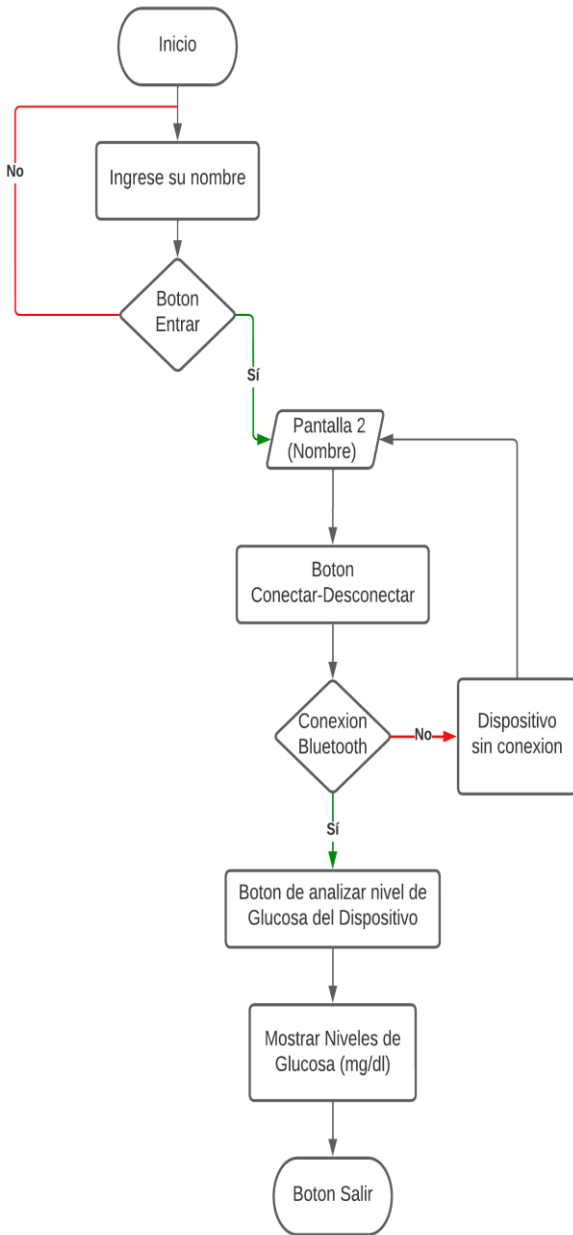 Inicio
No
Ingrese su nombre
Boton
Entrar
Sí
Pantalla 2
(Nombre)
Boton
Conectar-Desconectar
Conexion
Bluetooth
No
Dispositivo
sin conexion
Sí
Boton de analizar nivel de
Glucosa del Dispositivo
Mostrar Niveles de
Glucosa (mg/dl)
Boton Salir